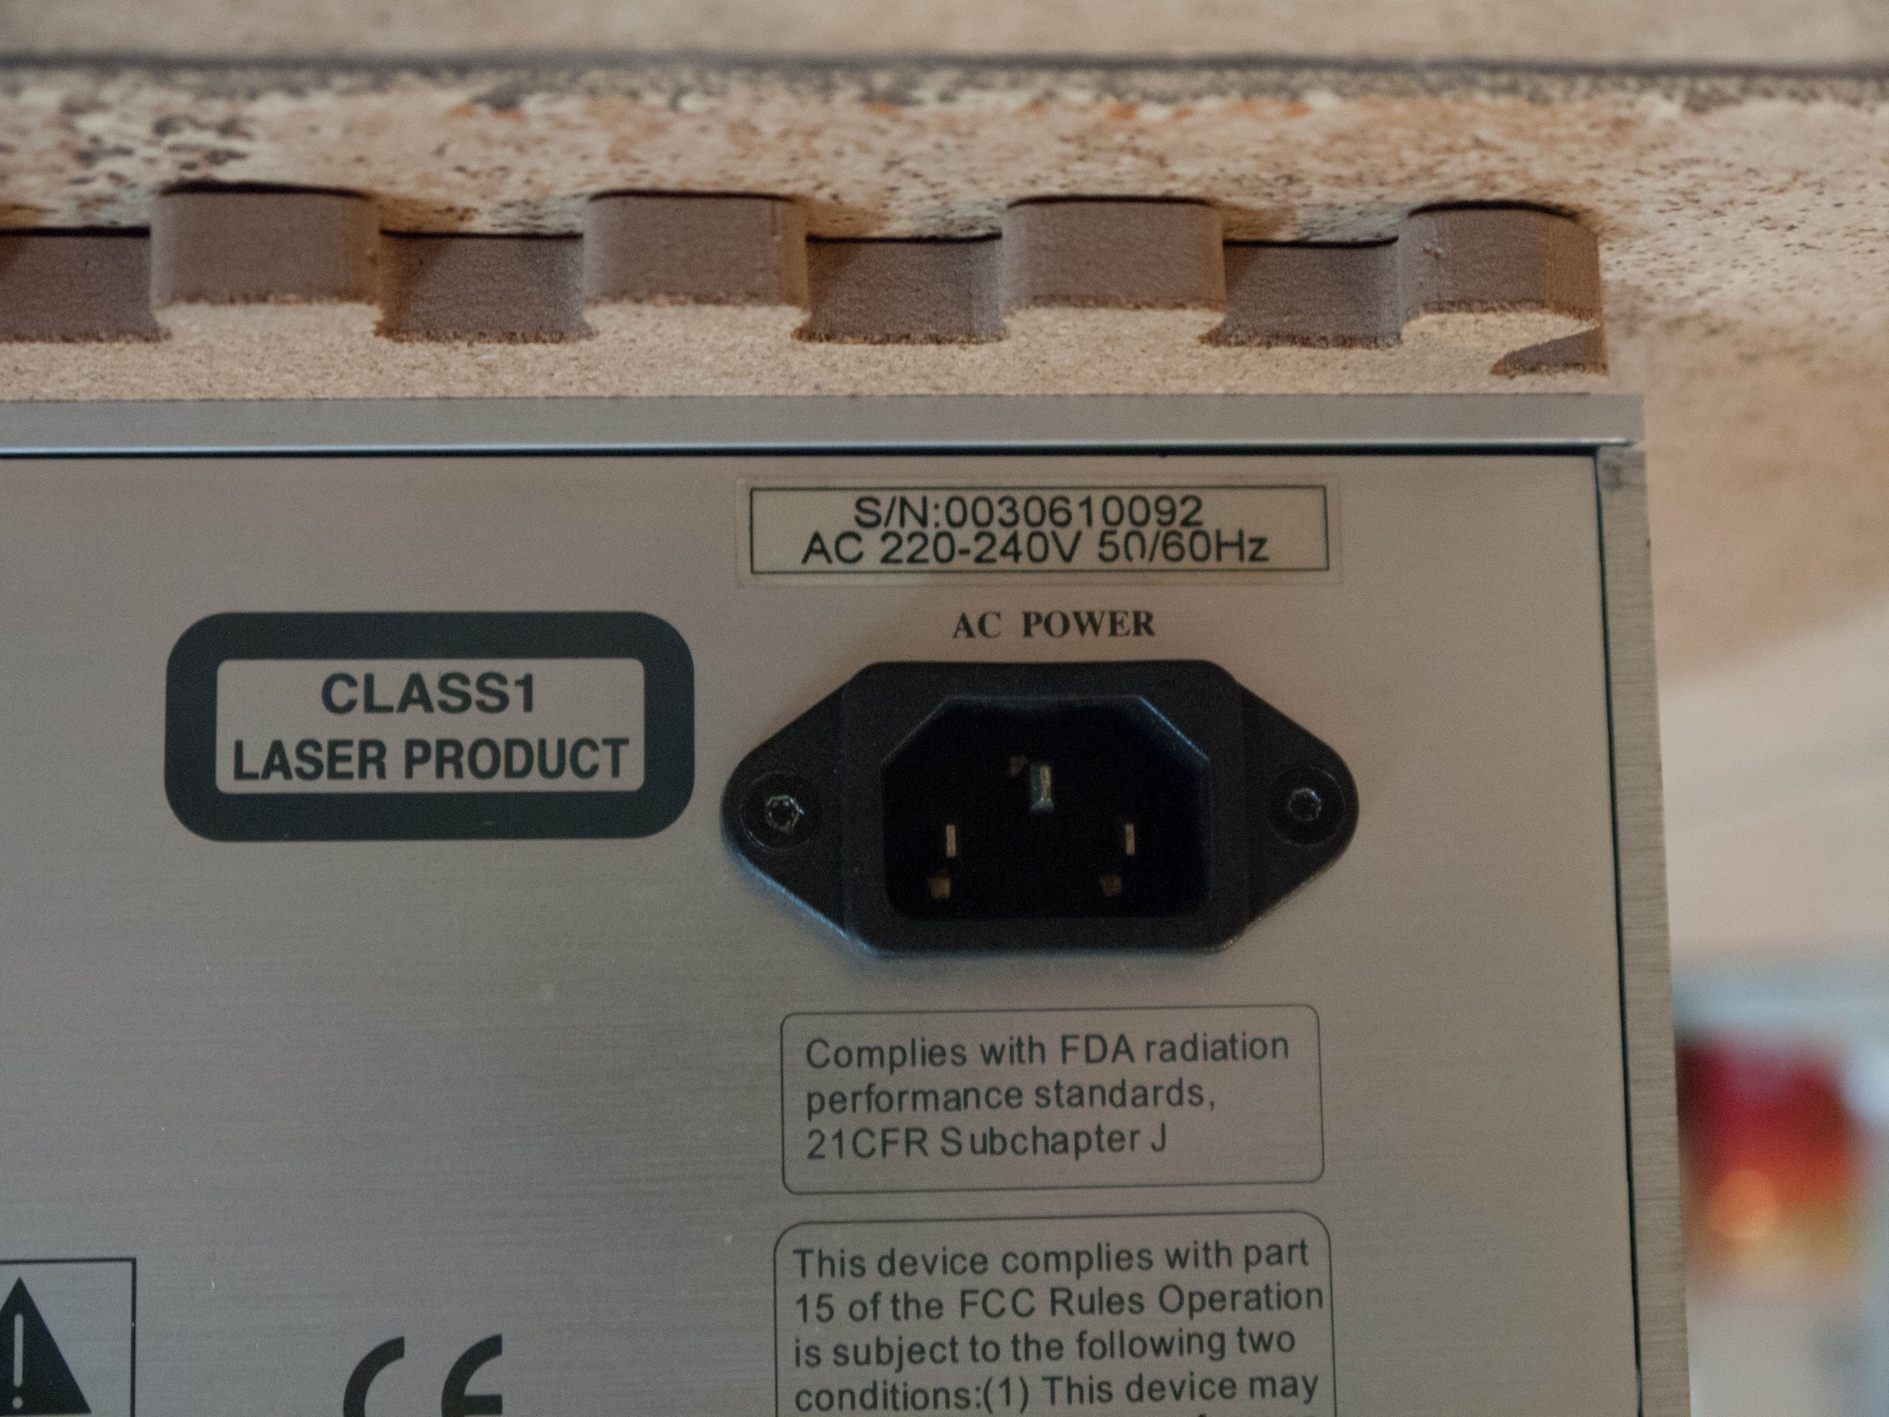 S/N:0030610092
AC 220-240V 50/60Hz
AC POWER
CLASS1
LASER PRODUCT
Complies with FDA radiation
performance standards,
21CFR Subchapter J
This device complies with part
15 of the FCC Rules Operation
is subject to the following two
conditions:(1) This device may
CE